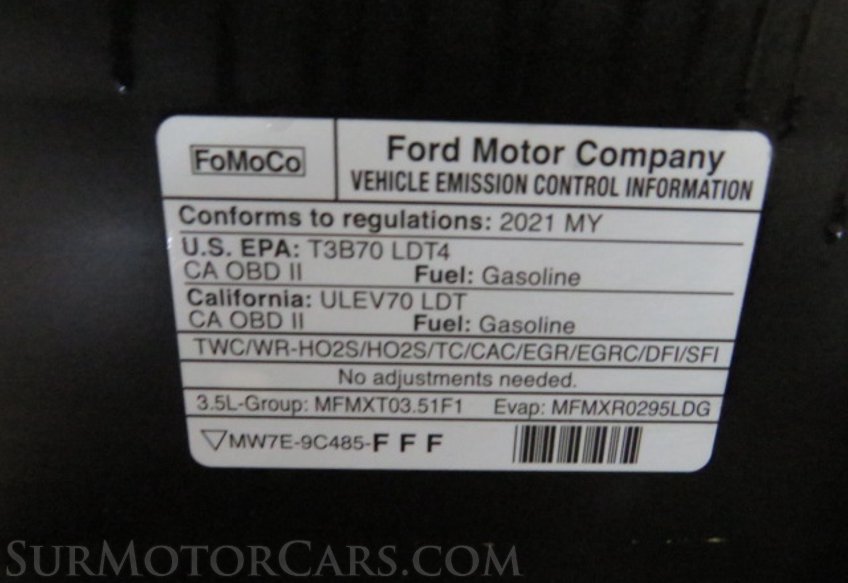 FoMoCo
Ford Motor Company
VEHICLE EMISSION CONTROL INFORMATION
Conforms to regulations: 2021 MY
U.S. EPA: T3B70 LDT4
CA OBD II Fuel: Gasoline
California: ULEV70 LDT
CA OBD II Fuel: Gasoline
TWC/WR-HO2S/HO2S/TC/CAC/EGR/EGRC/DFI/SFI
No adjustments needed.
3.5L-Group: MFMXT03.51F1 Evap: MFMXR0295LDG
MW7E-9C485-F F F
SURMOTORCARS.COM